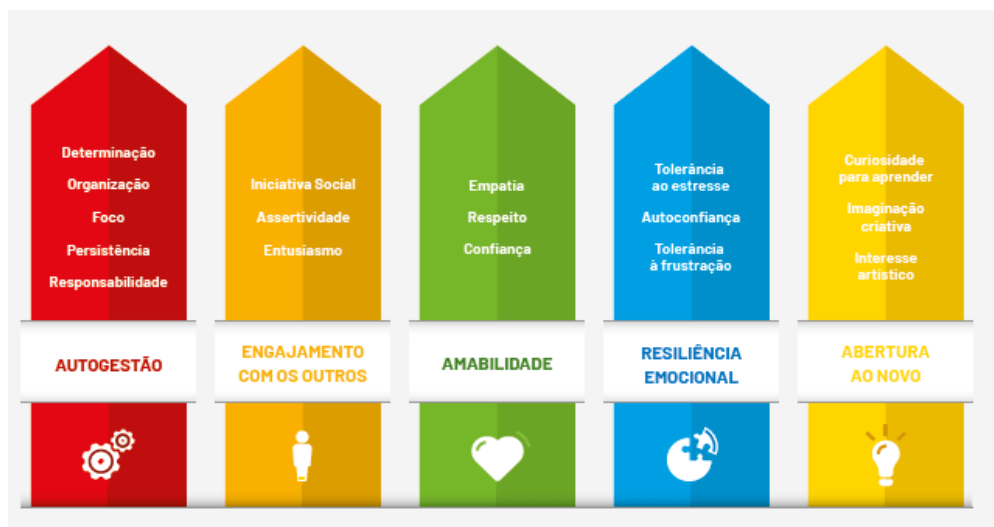 Determinação
Organização
Foco
Persistência
Responsabilidade
AUTOGESTÃO
Iniciativa Social
Assertividade
Entusiasmo
ENGAJAMENTO
COM OS OUTROS
Empatia
Respeito
Confiança
AMABILIDADE
Tolerância
ao estresse
Autoconfiança
Tolerância
à frustração
RESILIÊNCIA
EMOCIONAL
Curiosidade
para aprender
Imaginação
criativa
Interesse
artístico
ABERTURA
AO NOVO